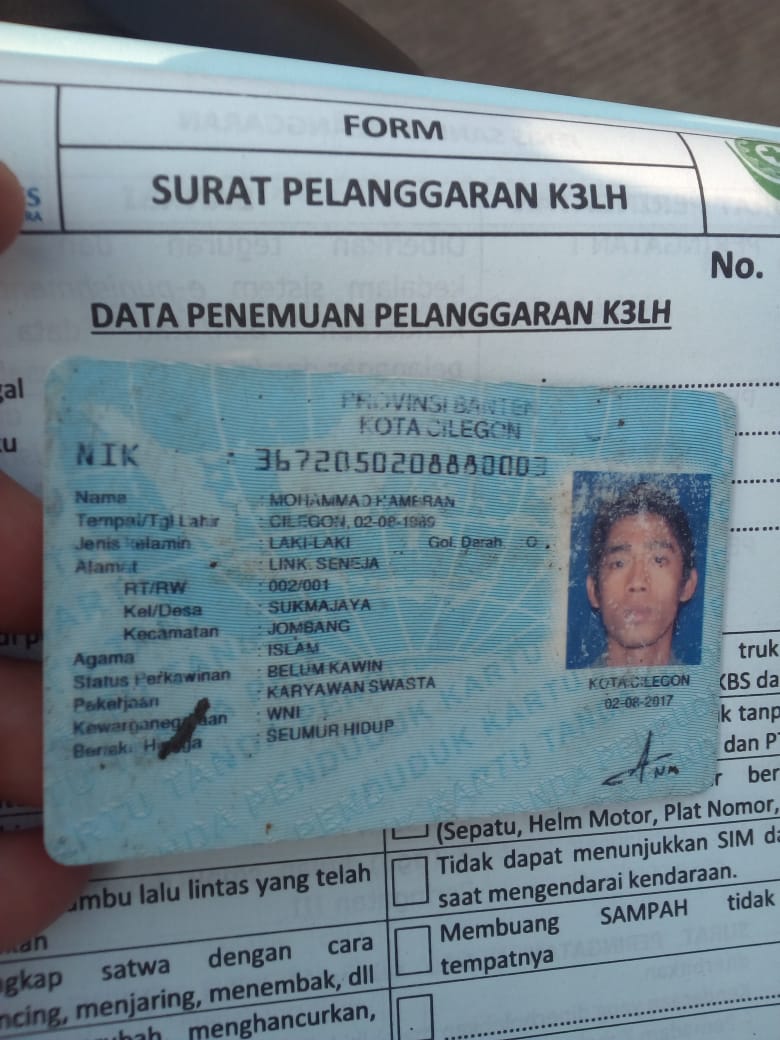 FORM
SURAT PELANGGARAN K3LH
No.
DATA PENEMUAN PELANGGARAN K3LH
PROVINSI BANTEN
KOTA CILEGON
NIK : 3672050208880003
Nama : MOHAMMAD
Tempat/Tgl Lahir : CILEGON, 02-08-1989
Jenis Kelamin : LAKI-LAKI Gol. Darah O
Alamat : LINK. SENEJA
RT/RW : 002/001
Kel/Desa : SUKMAJAYA
Kecamatan : JOMBANG
Agama : ISLAM
Status Perkawinan : BELUM KAWIN
Pekerjaan : KARYAWAN SWASTA
Kewarganegaraan : WNI
Berlaku Hingga : SEUMUR HIDUP
KOTA CILEGON
02-08-2017
truk
KBS da
k tanp
dan PT
ber
(Sepatu, Helm Motor, Plat Nomor,
ambu lalu lintas yang telah
Tidak dapat menunjukkan SIM da
saat mengendarai kendaraan.
kan
gkap satwa dengan cara
ncing, menjaring, menembak, dll
Membuang SAMPAH tidak
tempatnya
bah menghancurkan,